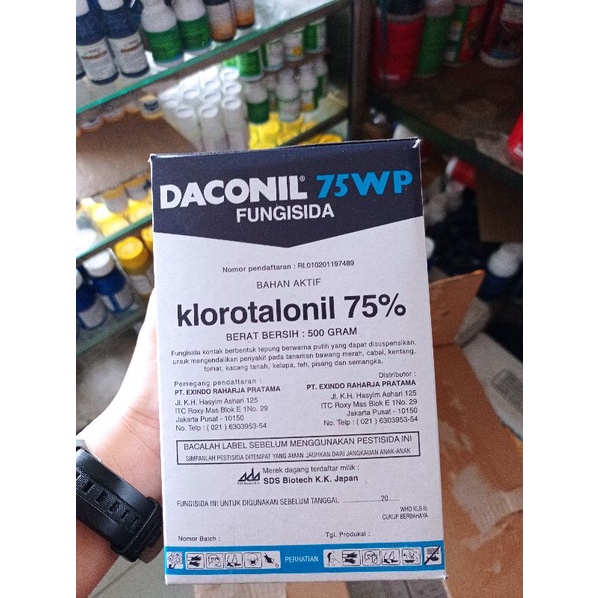 DACONIL® 75WP
FUNGISIDA
Nomor pendaftaran : RI.010201197489
BAHAN AKTIF
klorotalonil 75%
BERAT BERSIH : 500 GRAM
Fungisida kontak berbentuk tepung berwarna putih yang dapat disuspensikan,
untuk mengendalikan penyakit pada tanaman bawang merah, cabai, kentang,
tomat, kacang tanah, kelapa, teh, pisang dan semangka.
Pemegang pendaftaran :
PT. EXINDO RAHARJA PRATAMA
Jl. K.H. Hasyim Ashari 125
ITC Roxy Mas Blok E 1No. 29
Jakarta Pusat - 10150
No. Telp : ( 021 ) 6303953-54
Distributor :
PT. EXINDO RAHARJA PRATAMA
Jl. K.H. Hasyim Ashari 125
ITC Roxy Mas Blok E 1No. 29
Jakarta Pusat - 10150
No. Telp : ( 021 ) 6303953-54
BACALAH LABEL SEBELUM MENGGUNAKAN PESTISIDA INI
SIMPANLAH PESTISIDA DITEMPAT YANG AMAN JAUHKAN DARI JANGKAUAN ANAK-ANAK
Merek dagang terdaftar milik :
SDS Biotech K.K. Japan
FUNGISIDA INI UNTUK DIGUNAKAN SEBELUM TANGGAL ...................20......
WHO KLS III
CUKUP BERBAHAYA
Nomor Batch :
Tgl. Produksi :
PERHATIAN